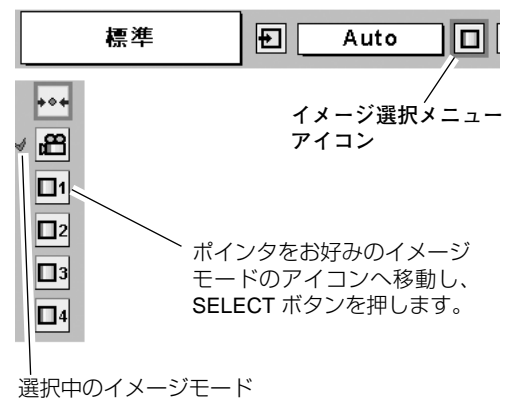 標準
Auto
イメージ選択メニュー
アイコン
1
2
3
4
ポインタをお好みのイメージ
モードのアイコンへ移動し、
SELECT ボタンを押します。
選択中のイメージモード